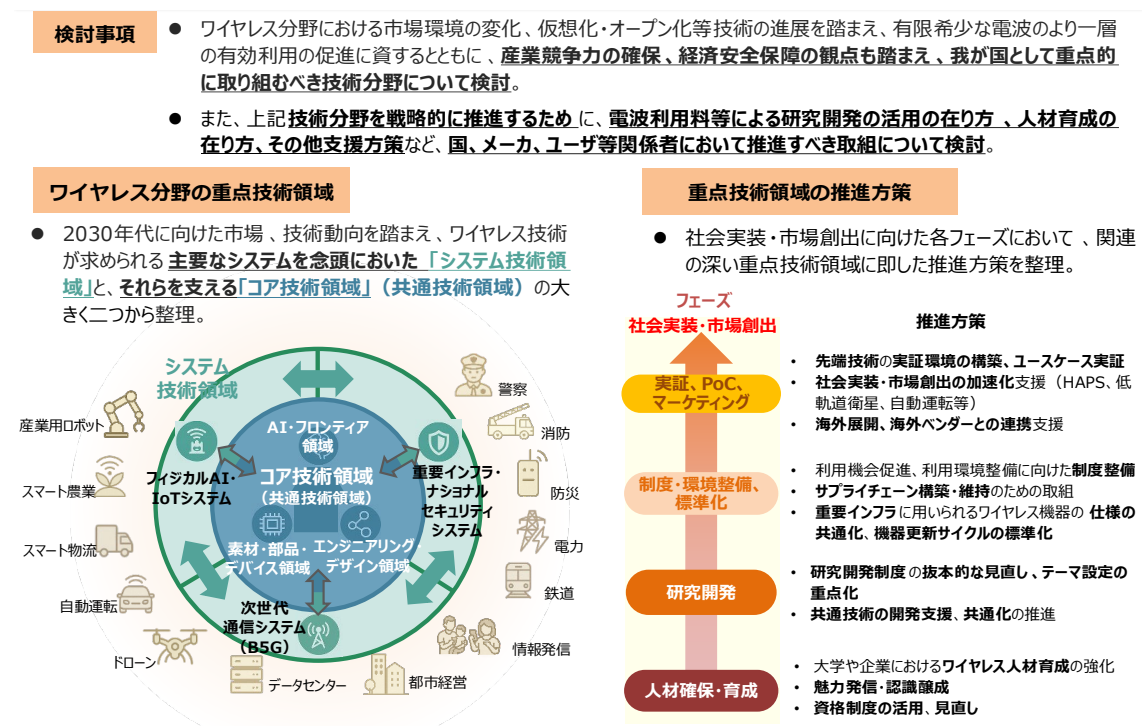 検討事項
● ワイヤレス分野における市場環境の変化、仮想化・オープン化等技術の進展を踏まえ、有限希少な電波のより一層
の有効利用の促進に資するとともに、産業競争力の確保、経済安全保障の観点も踏まえ、我が国として重点的
に取り組むべき技術分野について検討。
● また、上記技術分野を戦略的に推進するために、電波利用料等による研究開発の活用の在り方、人材育成の
在り方、その他支援方策など、国、メーカ、ユーザ等関係者において推進すべき取組について検討。
ワイヤレス分野の重点技術領域
● 2030年代に向けた市場、技術動向を踏まえ、ワイヤレス技術
が求められる主要なシステムを念頭においた「システム技術領
域」と、それらを支える「コア技術領域」（共通技術領域）の大
きく二つから整理。
システム
技術領域
AI・フロンティア
領域
コア技術領域
（共通技術領域）
素材・部品・
デバイス領域
エンジニアリング
デザイン領域
フィジカルAI・
IoTシステム
重要インフラ・
ナショナル
セキュリティ
システム
次世代
通信システム
（B5G）
産業用ロボット
スマート農業
スマート物流
自動運転
ドローン
データセンター
都市経営
情報発信
鉄道
電力
防災
消防
警察
重点技術領域の推進方策
● 社会実装・市場創出に向けた各フェーズにおいて、関連
の深い重点技術領域に即した推進方策を整理。
フェーズ
社会実装・市場創出
推進方策
実証、PoC、
マーケティング
• 先端技術の実証環境の構築、ユースケース実証
• 社会実装・市場創出の加速化支援（HAPS、低
軌道衛星、自動運転等）
• 海外展開、海外ベンダーとの連携支援
制度・環境整備、
標準化
• 利用機会促進、利用環境整備に向けた制度整備
• サプライチェーン構築・維持のための取組
• 重要インフラに用いられるワイヤレス機器の仕様の
共通化、機器更新サイクルの標準化
研究開発
• 研究開発制度の抜本的な見直し、テーマ設定の
重点化
• 共通技術の開発支援、共通化の推進
人材確保・育成
• 大学や企業におけるワイヤレス人材育成の強化
• 魅力発信・認識醸成
• 資格制度の活用、見直し